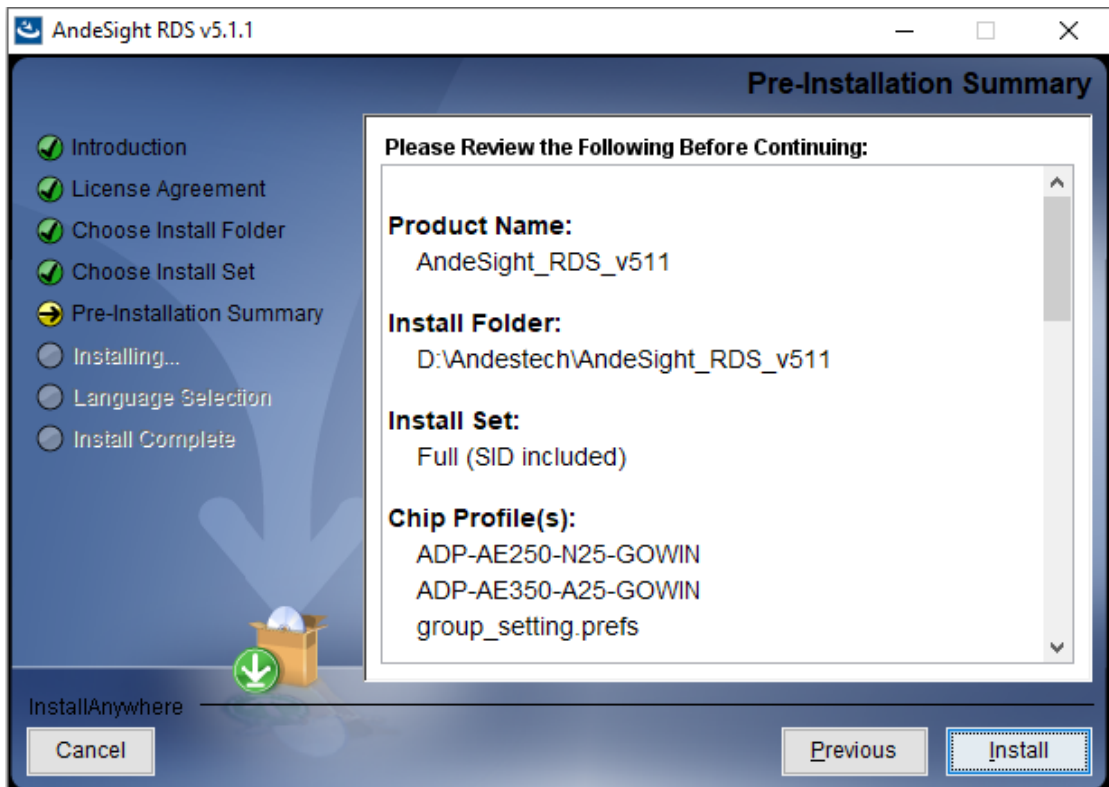 AndeSight RDS v5.1.1
Pre-Installation Summary
Introduction
License Agreement
Choose Install Folder
Choose Install Set
Pre-Installation Summary
Installing...
Language Selection
Install Complete
Please Review the Following Before Continuing:
Product Name:
AndeSight_RDS_v511
Install Folder:
D:\Andestech\AndeSight_RDS_v511
Install Set:
Full (SID included)
Chip Profile(s):
ADP-AE250-N25-GOWIN
ADP-AE350-A25-GOWIN
group_setting.prefs
InstallAnywhere
Cancel
Previous
Install